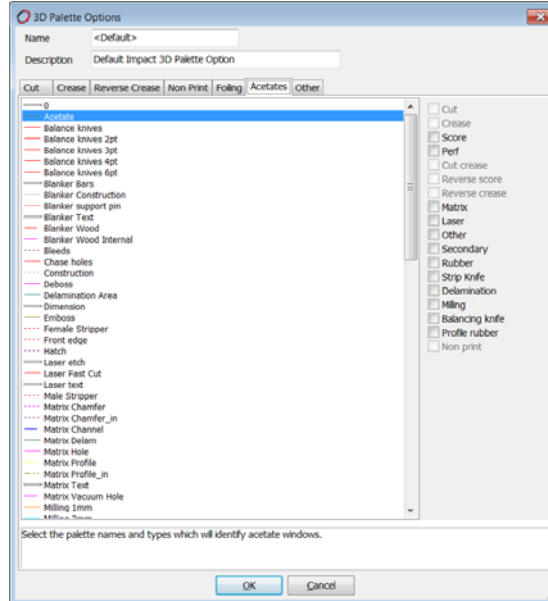 3D Palette Options
Name <Default>
Description Default Impact 3D Palette Option
Cut Crease Reverse Crease Non Print Foiling Acetates Other
0
Acetate
Balance knives
Balance knives 2pt
Balance knives 3pt
Balance knives 4pt
Balance knives 6pt
Blanker Bars
Blanker Construction
Blanker support pin
Blanker Text
Blanker Wood
Blanker Wood Internal
Bleeds
Chase holes
Construction
Deboss
Delamination Area
Dimension
Emboss
Female Stripper
Front edge
Hatch
Laser etch
Laser Fast Cut
Laser text
Male Stripper
Matrix Chamfer
Matrix Chamfer_in
Matrix Channel
Matrix Delam
Matrix Hole
Matrix Profile
Matrix Profile_in
Matrix Text
Matrix Vacuum Hole
Milling 1mm
Milling 2mm
Cut
Crease
Score
Perf
Cut crease
Reverse score
Reverse crease
Matrix
Laser
Other
Secondary
Rubber
Strip Knife
Delamination
Milling
Balancing knife
Profile rubber
Non print
Select the palette names and types which will identify acetate windows.
OK Cancel